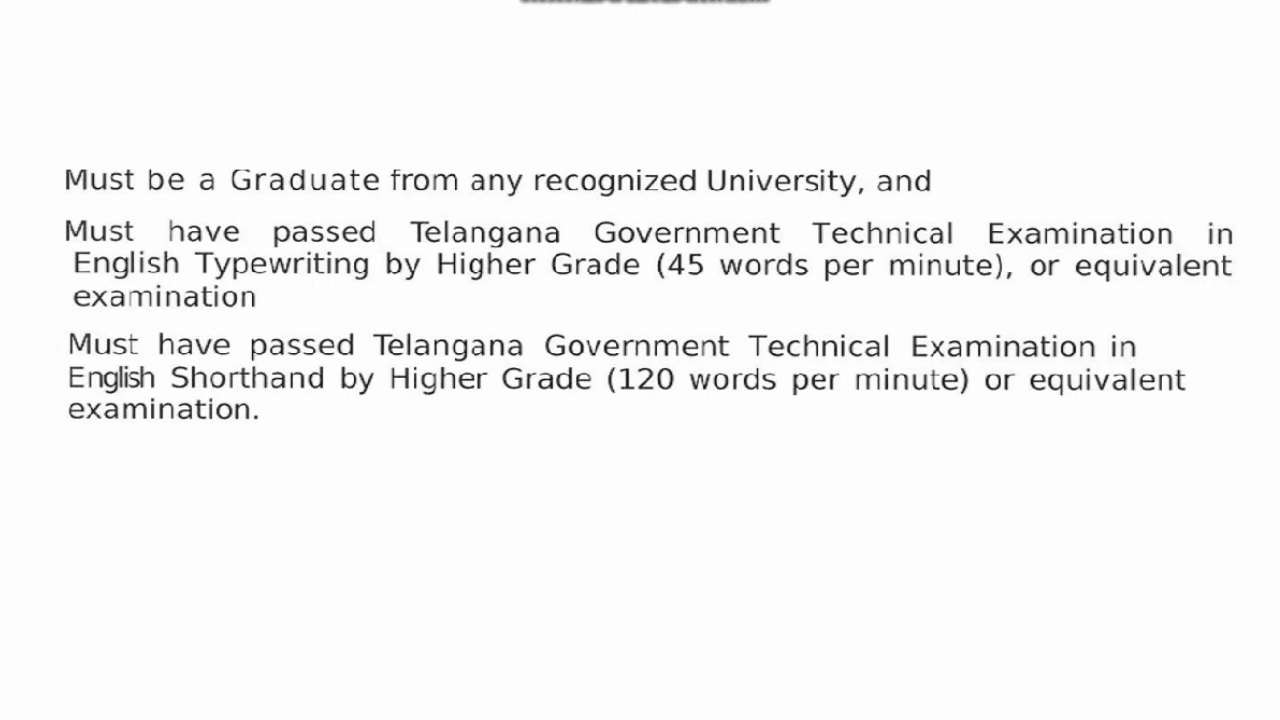 Must be a Graduate from any recognized University, and
Must have passed Telangana Government Technical Examination in
English Typewriting by Higher Grade (45 words per minute), or equivalent
examination
Must have passed Telangana Government Technical Examination in
English Shorthand by Higher Grade (120 words per minute) or equivalent
examination.